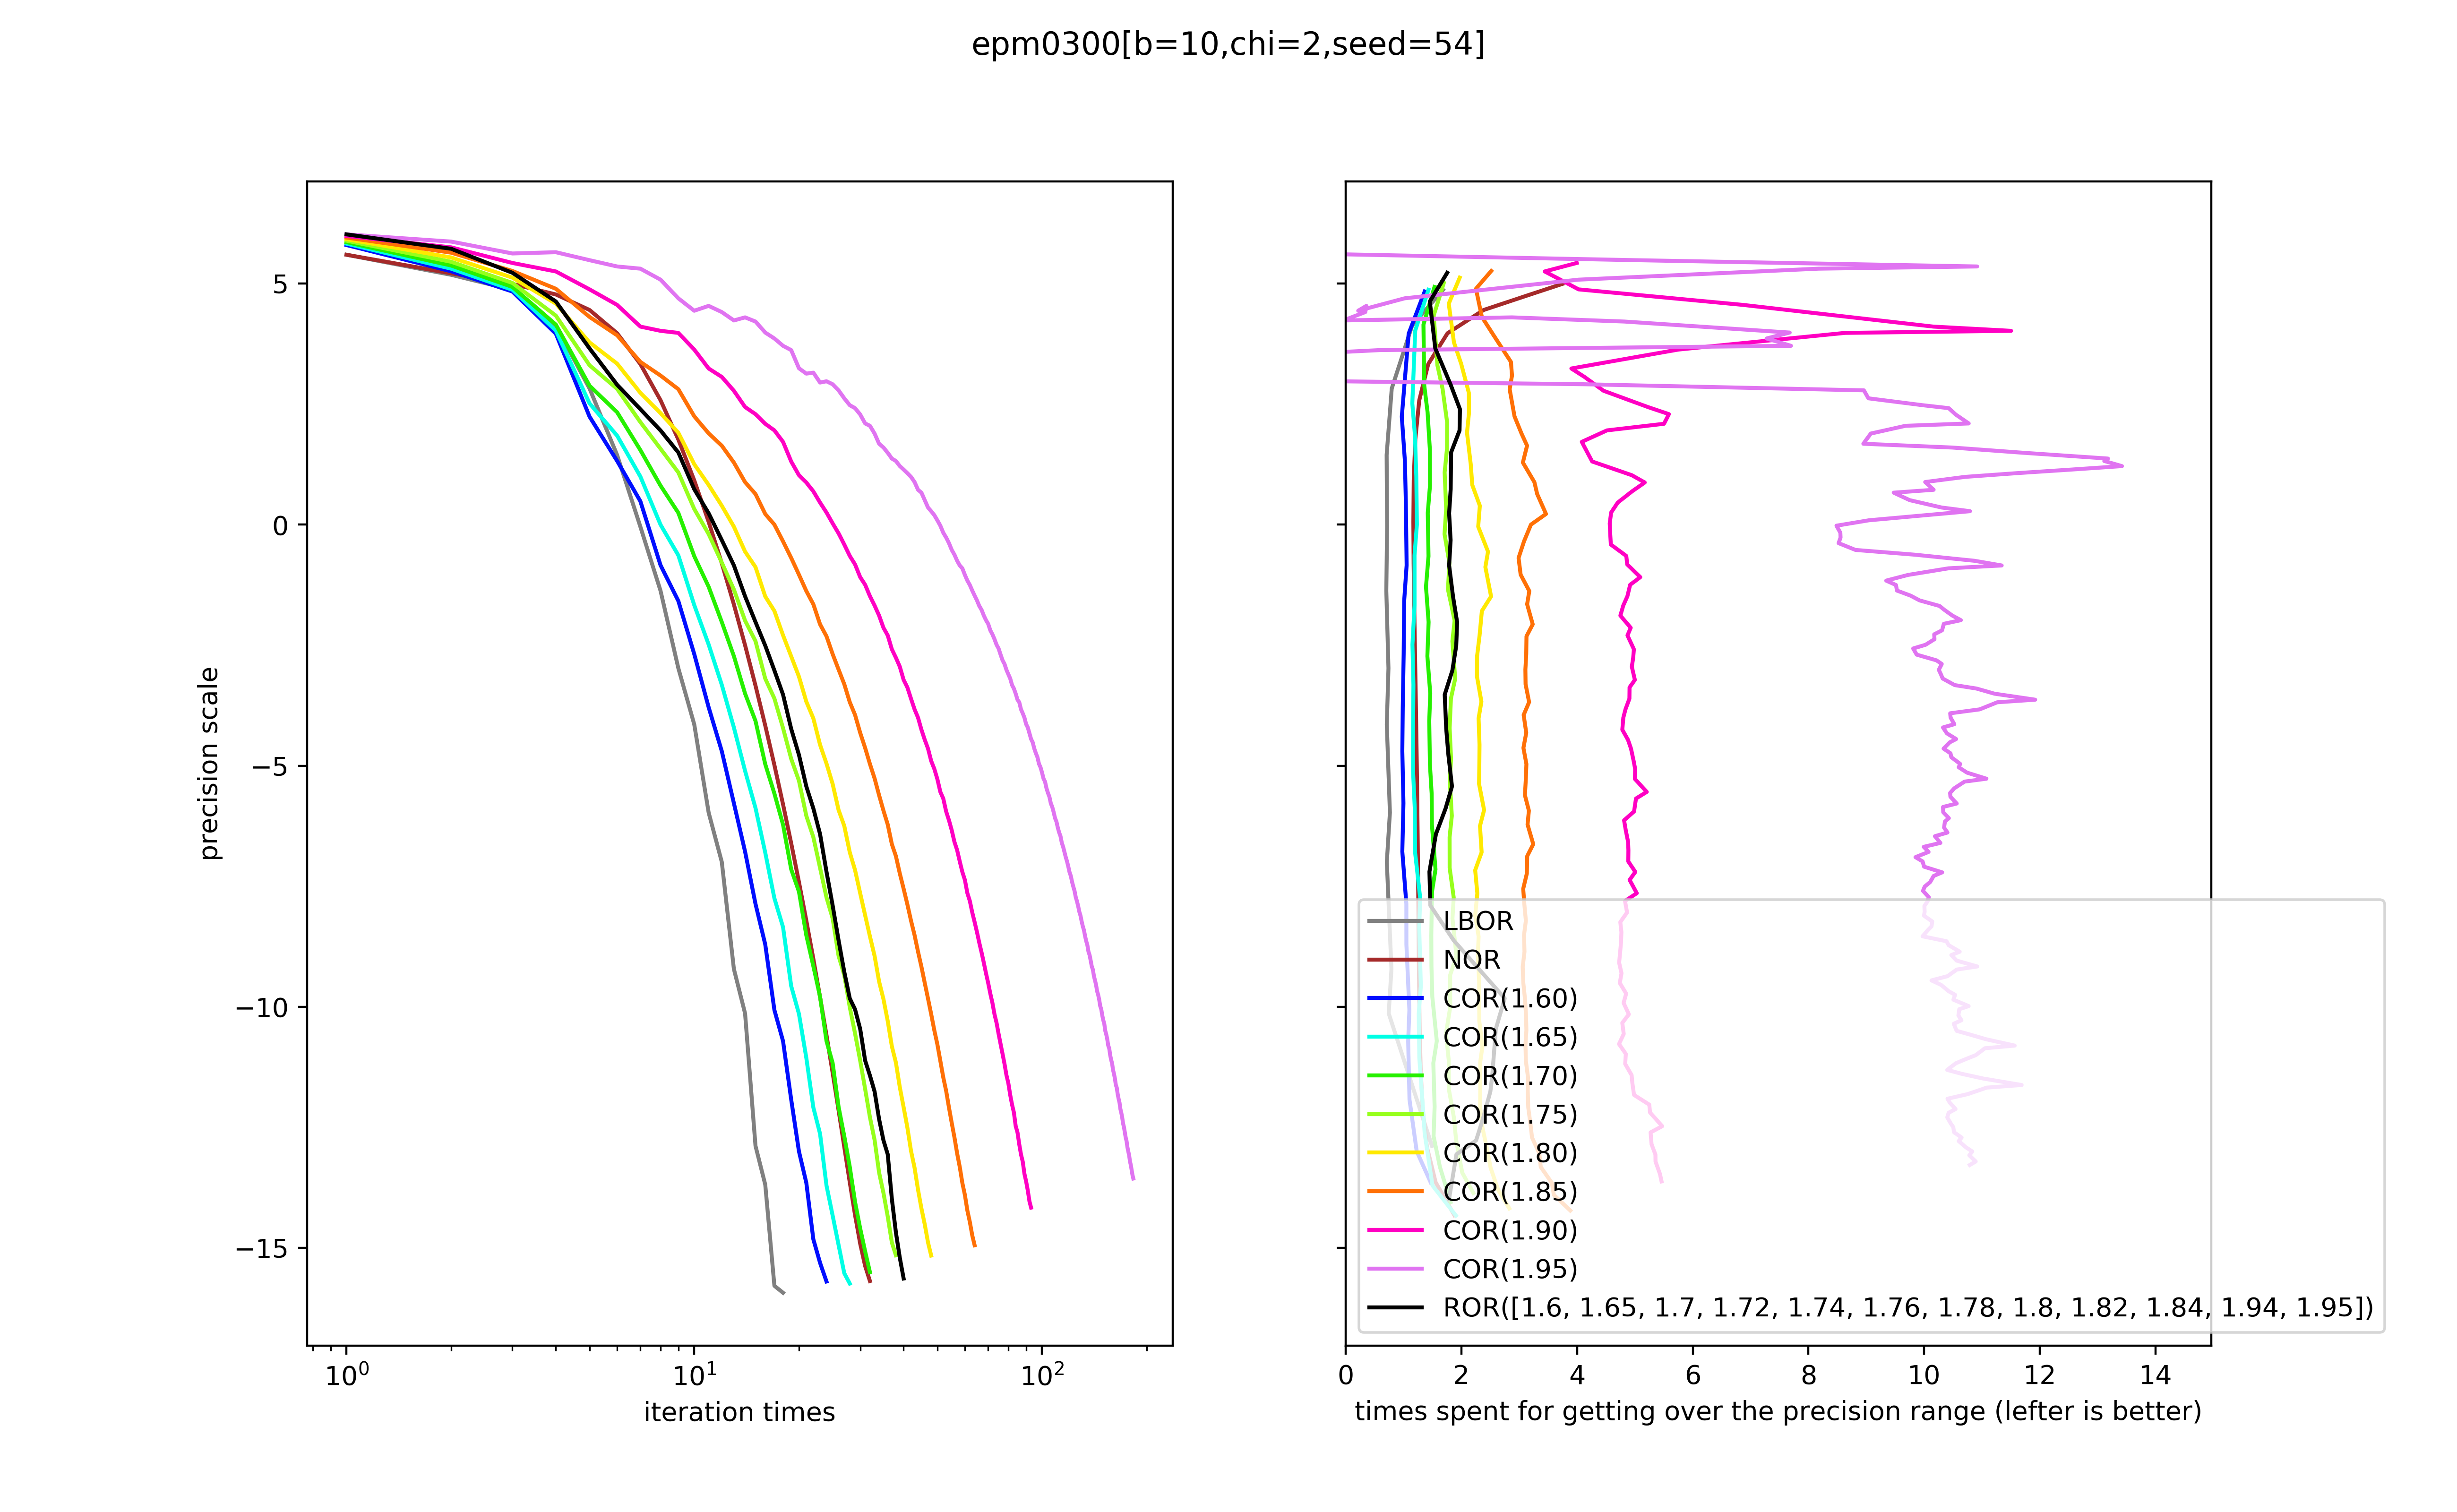 epm0300[b=10,chi=2,seed=54]
precision scale
5
0
−5
−10
−15
10⁰
10¹
10²
iteration times
LBOR
NOR
COR(1.60)
COR(1.65)
COR(1.70)
COR(1.75)
COR(1.80)
COR(1.85)
COR(1.90)
COR(1.95)
ROR([1.6, 1.65, 1.7, 1.72, 1.74, 1.76, 1.78, 1.8, 1.82, 1.84, 1.94, 1.95])
0 2 4 6 8 10 12 14
times spent for getting over the precision range (lefter is better)